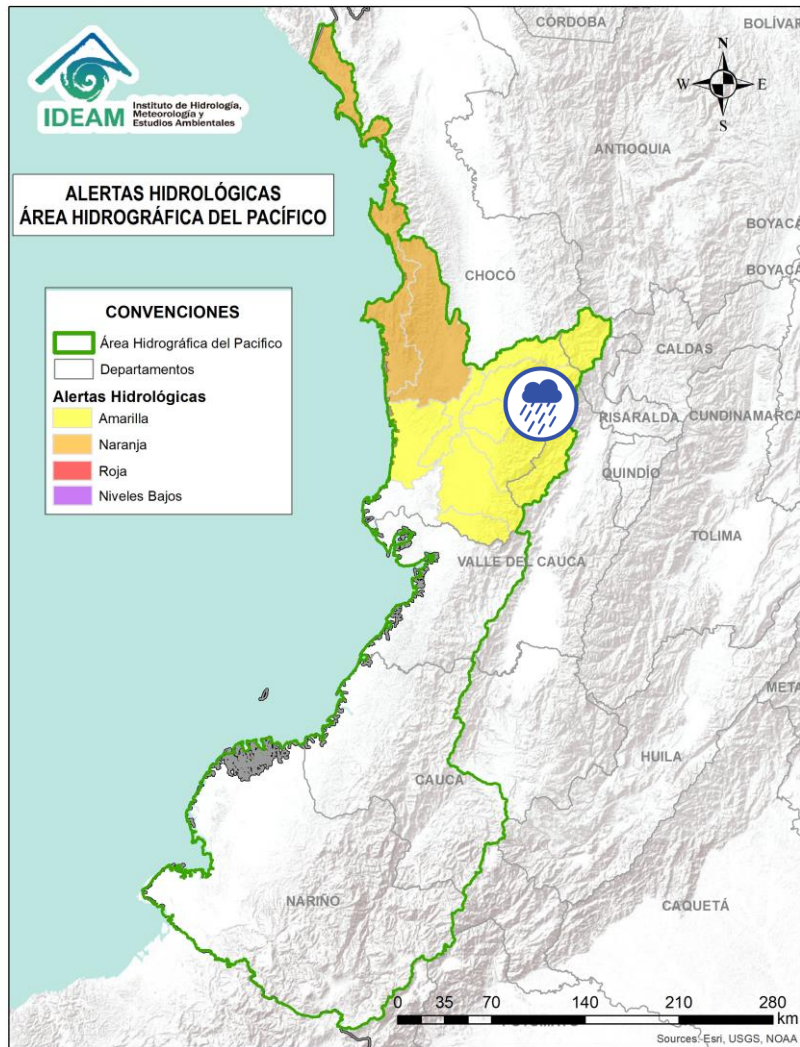 IDEAM
Instituto de Hidrología,
Meteorología y
Estudios Ambientales
ALERTAS HIDROLÓGICAS
ÁREA HIDROGRÁFICA DEL PACÍFICO
CONVENCIONES
Área Hidrográfica del Pacifico
Departamentos
Alertas Hidrológicas
Amarilla
Naranja
Roja
Niveles Bajos
N
W E
S
CÓRDOBA
BOLÍVAR
ANTIOQUIA
BOYACÁ
CHOCÓ
BOYACÁ
CALDAS
RISARALDA
CUNDINAMARCA
QUINDÍO
TOLIMA
VALLE DEL CAUCA
META
HUILA
CAUCA
NARIÑO
CAQUETÁ
0 35 70 140 210 280
km
Sources: Esri, USGS, NOAA